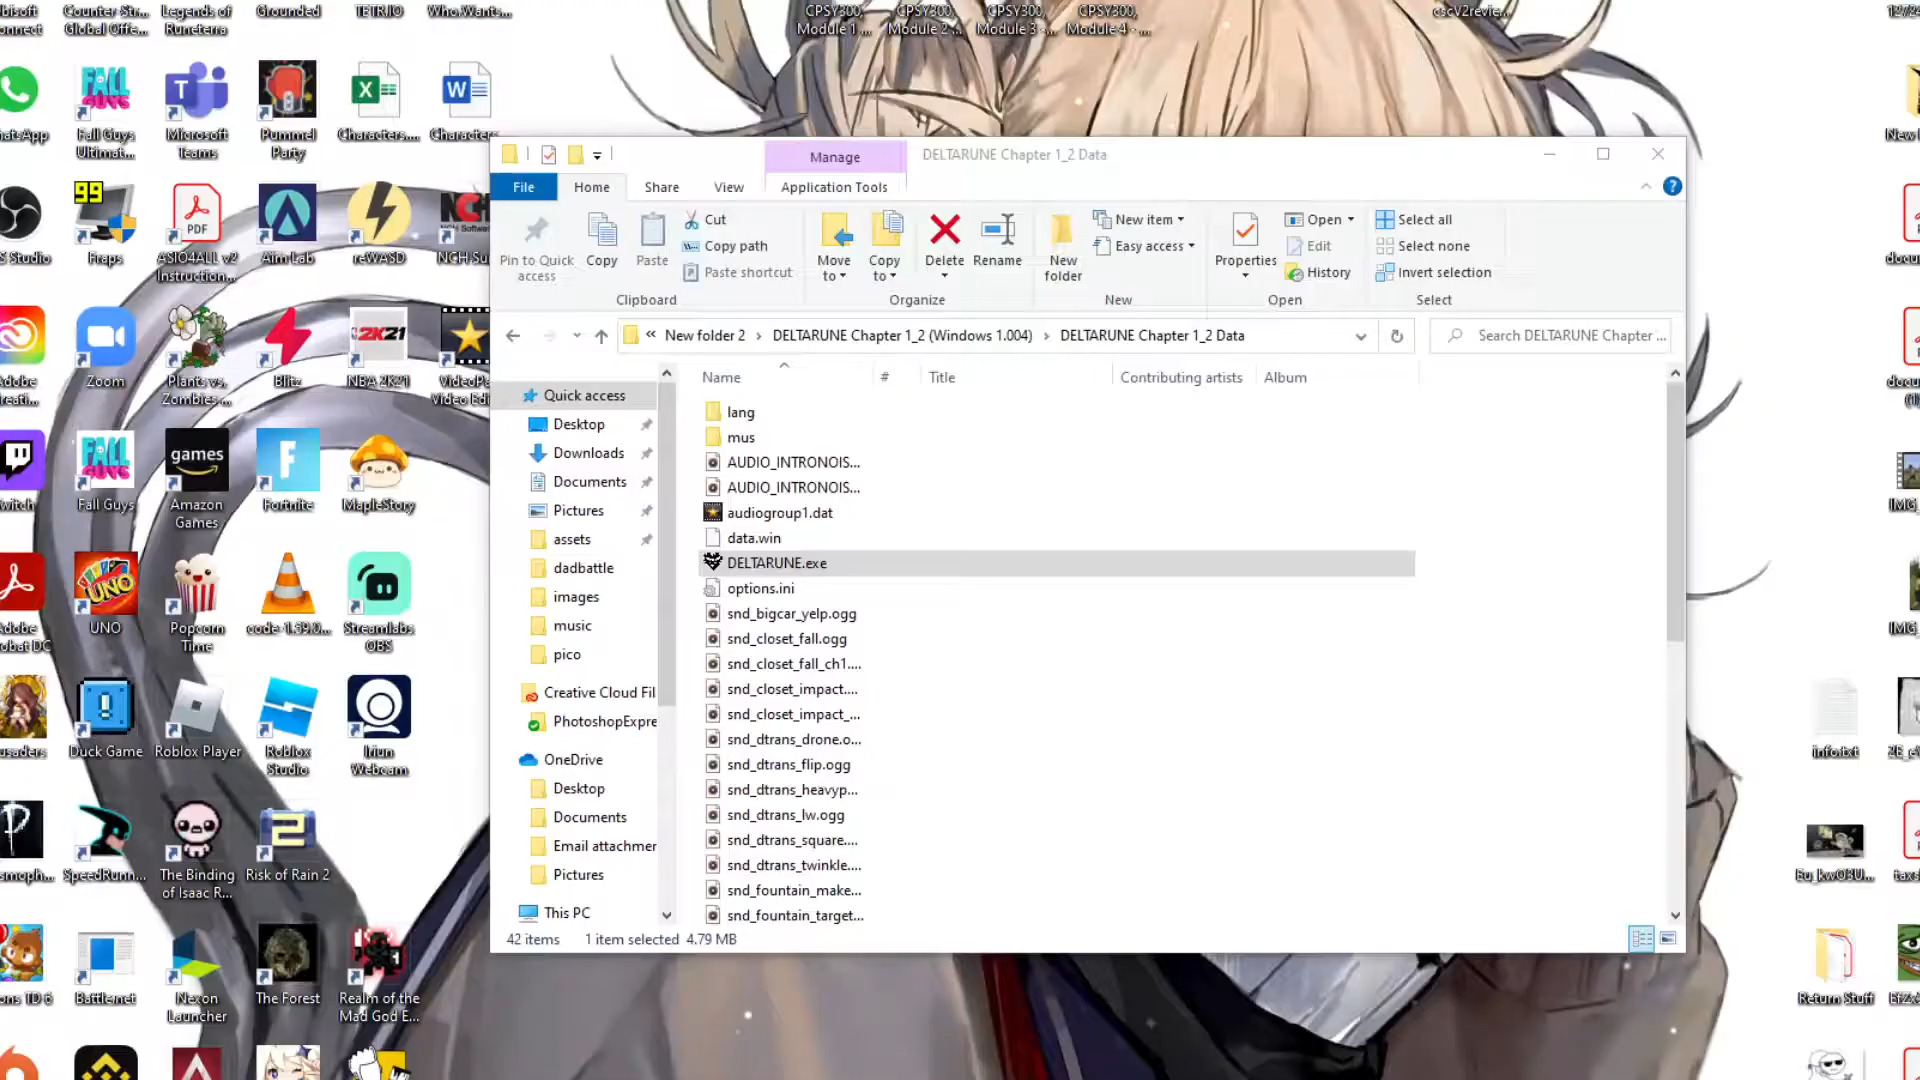 Counter-Str...
Global Offe...
Legends of
Runeterra
Grounded
TETR.IO
Who.Wants...
CPSY300,
Module 1 ...
CPSY300,
Module 2 ...
CPSY300,
Module 3 -...
CPSY300,
Module 4 - ...
cscV2revie...
Fall Guys
Ultimat...
Microsoft
Teams
Pummel
Party
Characters....
Characters
S Studio
Fraps
ASIO4ALL v2
Instruction...
Aim Lab
reWASD
Zoom
Plants vs.
Zombies ...
Blitz
NBA 2K21
Fall Guys
Amazon
Games
Fortnite
MapleStory
UNO
Popcorn
Time
code-1.59.0...
Streamlabs
OBS
Duck Game
Roblox Player
Roblox
Studio
Iriun
Webcam
SpeedRunn...
The Binding
of Isaac R...
Risk of Rain 2
Battle.net
Nexon
Launcher
The Forest
Realm of the
Mad God E...
Manage
DELTARUNE Chapter 1_2 Data
File
Home
Share
View
Application Tools
Pin to Quick
access
Copy
Paste
Cut
Copy path
Paste shortcut
Clipboard
Move
to
Copy
to
Delete
Rename
Organize
New
folder
New item
Easy access
New
Properties
Open
Edit
History
Open
Select all
Select none
Invert selection
Select
« New folder 2 › DELTARUNE Chapter 1_2 (Windows 1.004) › DELTARUNE Chapter 1_2 Data
Search DELTARUNE Chapter ...
Name
#
Title
Contributing artists
Album
Quick access
Desktop
Downloads
Documents
Pictures
assets
dadbattle
images
music
pico
Creative Cloud Fil
PhotoshopExpre
OneDrive
Desktop
Documents
Email attachmer
Pictures
This PC
lang
mus
AUDIO_INTRONOIS...
AUDIO_INTRONOIS...
audiogroup1.dat
data.win
DELTARUNE.exe
options.ini
snd_bigcar_yelp.ogg
snd_closet_fall.ogg
snd_closet_fall_ch1....
snd_closet_impact....
snd_closet_impact_...
snd_dtrans_drone.o...
snd_dtrans_flip.ogg
snd_dtrans_heavyp...
snd_dtrans_lw.ogg
snd_dtrans_square....
snd_dtrans_twinkle....
snd_fountain_make...
snd_fountain_target...
42 items
1 item selected 4.79 MB
info.txt
Return Stuff